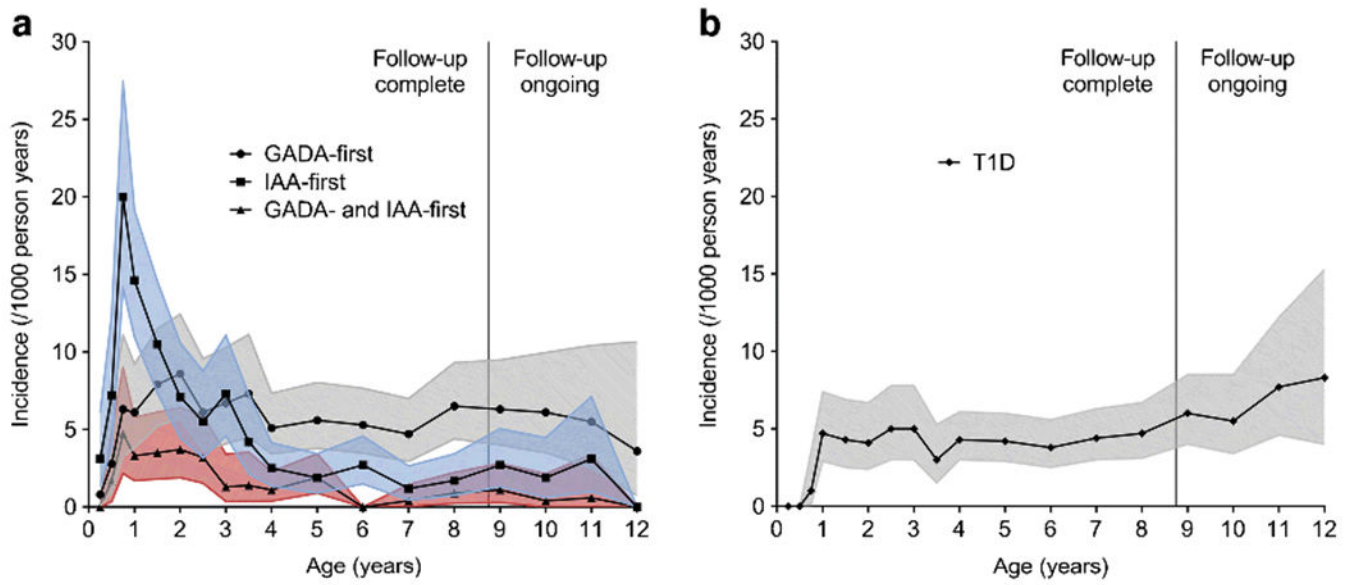 a
30
25
20
15
10
5
0
Incidence (/1000 person years)
Follow-up
complete
Follow-up
ongoing
GADA-first
IAA-first
GADA- and IAA-first
0 1 2 3 4 5 6 7 8 9 10 11 12
Age (years)
b
30
25
20
15
10
5
0
Incidence (/1000 person years)
Follow-up
complete
Follow-up
ongoing
T1D
0 1 2 3 4 5 6 7 8 9 10 11 12
Age (years)